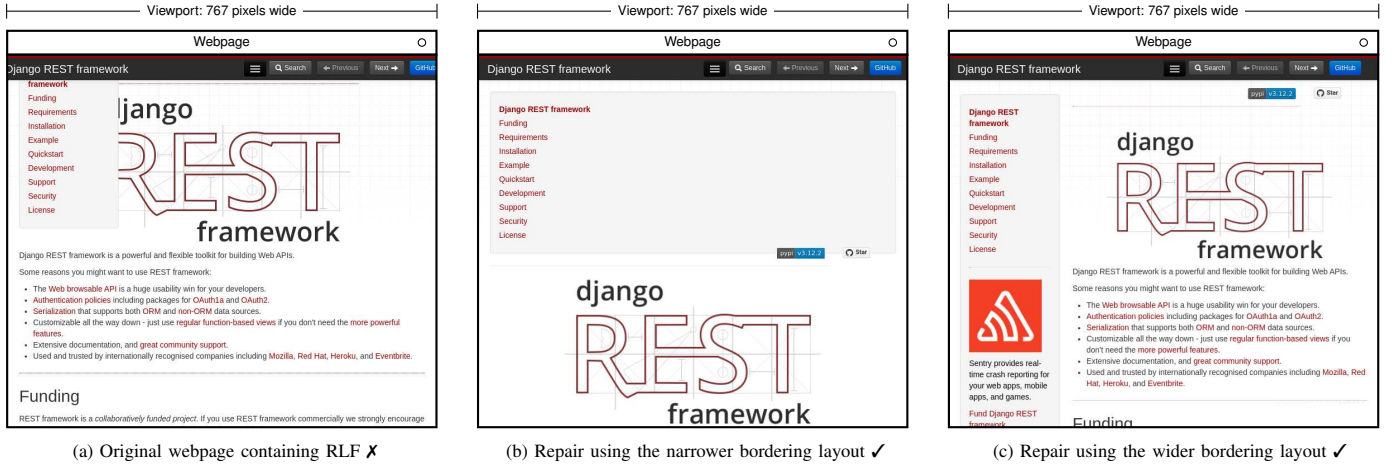 Viewport: 767 pixels wide
Webpage
Django REST framework
Search
Previous
Next
GitHub
framework
Funding
Requirements
Installation
Example
Quickstart
Development
Support
Security
License
django
REST
framework
Django REST framework is a powerful and flexible toolkit for building Web APIs.
Some reasons you might want to use REST framework:
• The Web browsable API is a huge usability win for your developers.
• Authentication policies including packages for OAuth1a and OAuth2.
• Serialization that supports both ORM and non-ORM data sources.
• Customizable all the way down - just use regular function-based views if you don't need the more powerful
features.
• Extensive documentation, and great community support.
• Used and trusted by internationally recognised companies including Mozilla, Red Hat, Heroku, and Eventbrite.
Funding
REST framework is a collaboratively funded project. If you use REST framework commercially we strongly encourage
(a) Original webpage containing RLF ✗
Viewport: 767 pixels wide
Webpage
Django REST framework
Search
Previous
Next
GitHub
Django REST framework
Funding
Requirements
Installation
Example
Quickstart
Development
Support
Security
License
pypi v3.12.2
Star
django
REST
framework
(b) Repair using the narrower bordering layout ✓
Viewport: 767 pixels wide
Webpage
Django REST framework
Search
Previous
Next
GitHub
pypi v3.12.2
Star
Django REST
framework
Funding
Requirements
Installation
Example
Quickstart
Development
Support
Security
License
Sentry provides real-
time crash reporting for
your web apps, mobile
apps, and games.
Fund Django REST
framework
django
REST
framework
Django REST framework is a powerful and flexible toolkit for building Web APIs.
Some reasons you might want to use REST framework:
• The Web browsable API is a huge usability win for your developers.
• Authentication policies including packages for OAuth1a and OAuth2.
• Serialization that supports both ORM and non-ORM data sources.
• Customizable all the way down - just use regular function-based views if you
don't need the more powerful features.
• Extensive documentation, and great community support.
• Used and trusted by internationally recognised companies including Mozilla, Red
Hat, Heroku, and Eventbrite.
Funding
(c) Repair using the wider bordering layout ✓